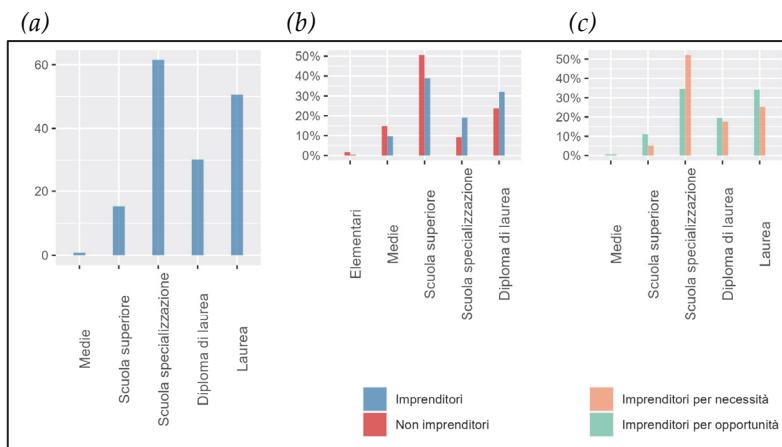 (a)
60
40
20
0
Medie
Scuola superiore
Scuola specializzazione
Diploma di laurea
Laurea
(b)
50%
40%
30%
20%
10%
0%
Elementari
Medie
Scuola superiore
Scuola specializzazione
Diploma di laurea
(c)
50%
40%
30%
20%
10%
0%
Medie
Scuola superiore
Scuola specializzazione
Diploma di laurea
Laurea
Imprenditori
Non imprenditori
Imprenditori per necessità
Imprenditori per opportunità